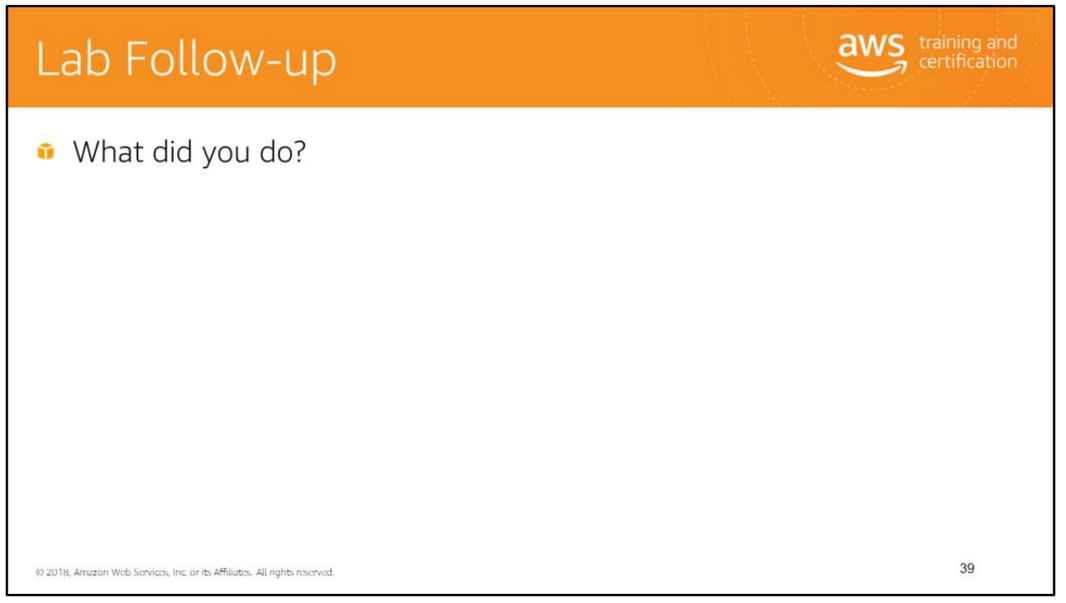 Lab Follow-up
aws training and
certification
What did you do?
© 2018, Amazon Web Services, Inc. or its Affiliates. All rights reserved.
39